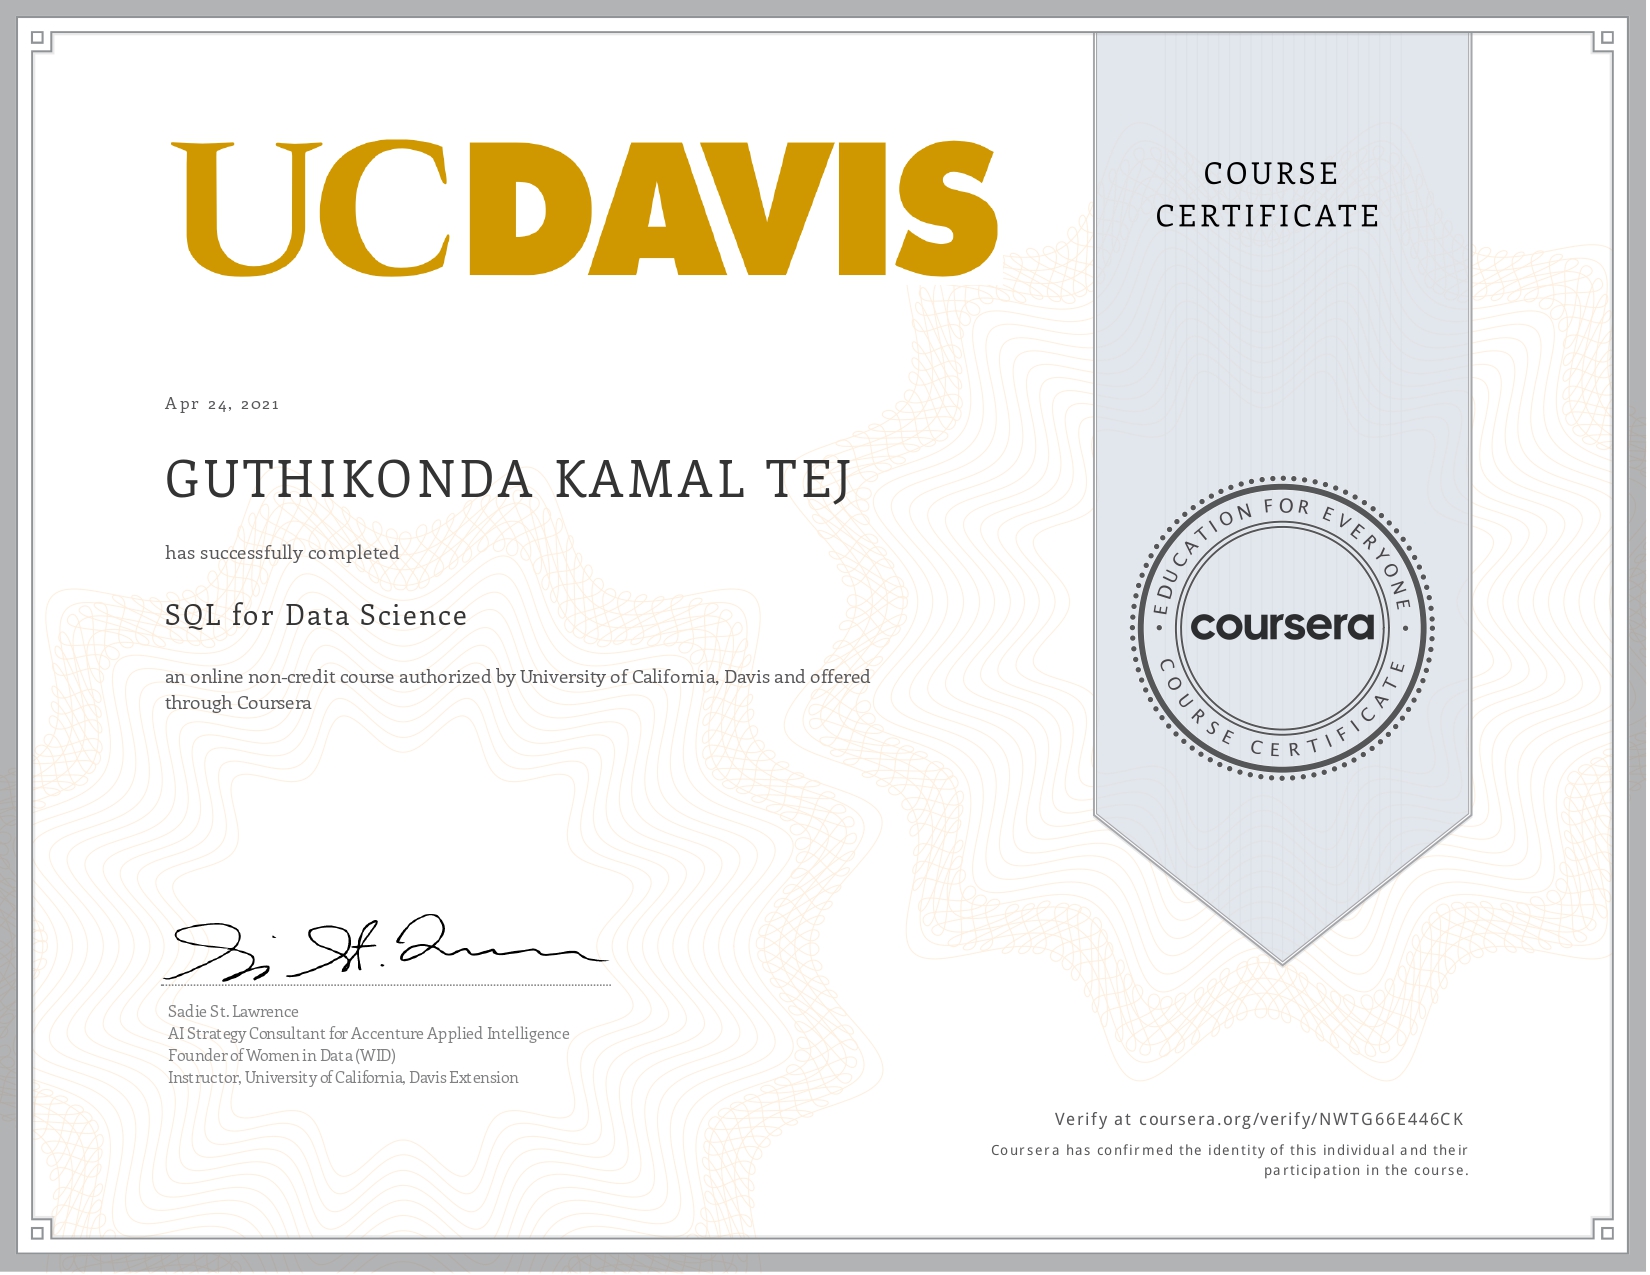 UCDAVIS
COURSE
CERTIFICATE
Apr 24, 2021
GUTHIKONDA KAMAL TEJ
has successfully completed
SQL for Data Science
an online non-credit course authorized by University of California, Davis and offered
through Coursera
EDUCATION FOR EVERYONE
coursera
COURSE CERTIFICATE
Sadie St. Lawrence
AI Strategy Consultant for Accenture Applied Intelligence
Founder of Women in Data (WID)
Instructor, University of California, Davis Extension
Verify at coursera.org/verify/NWTG66E446CK
Coursera has confirmed the identity of this individual and their
participation in the course.